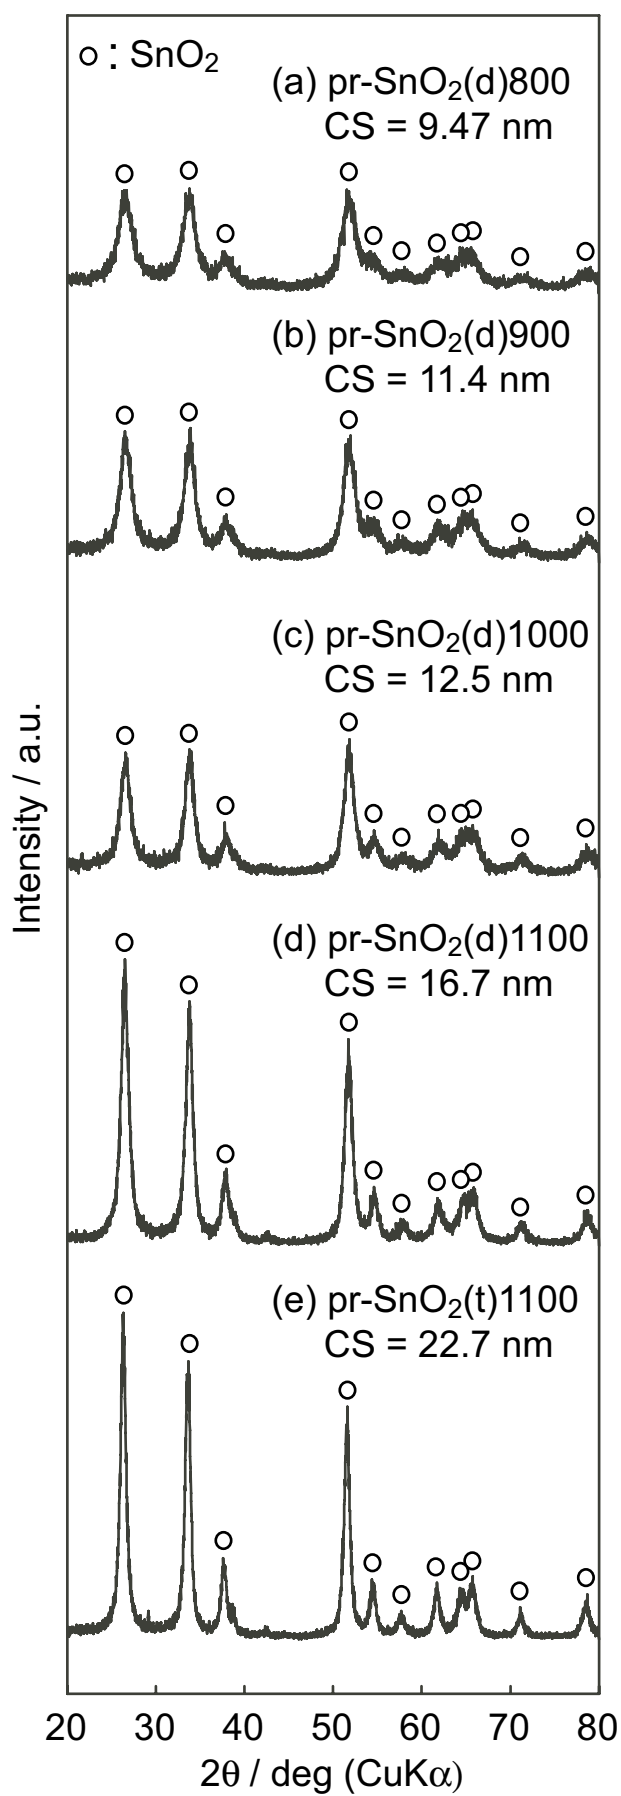 ○ : SnO₂
(a) pr-SnO₂(d)800
CS = 9.47 nm
(b) pr-SnO₂(d)900
CS = 11.4 nm
(c) pr-SnO₂(d)1000
CS = 12.5 nm
(d) pr-SnO₂(d)1100
CS = 16.7 nm
(e) pr-SnO₂(t)1100
CS = 22.7 nm
Intensity / a.u.
20 30 40 50 60 70 80
2θ / deg (CuKα)